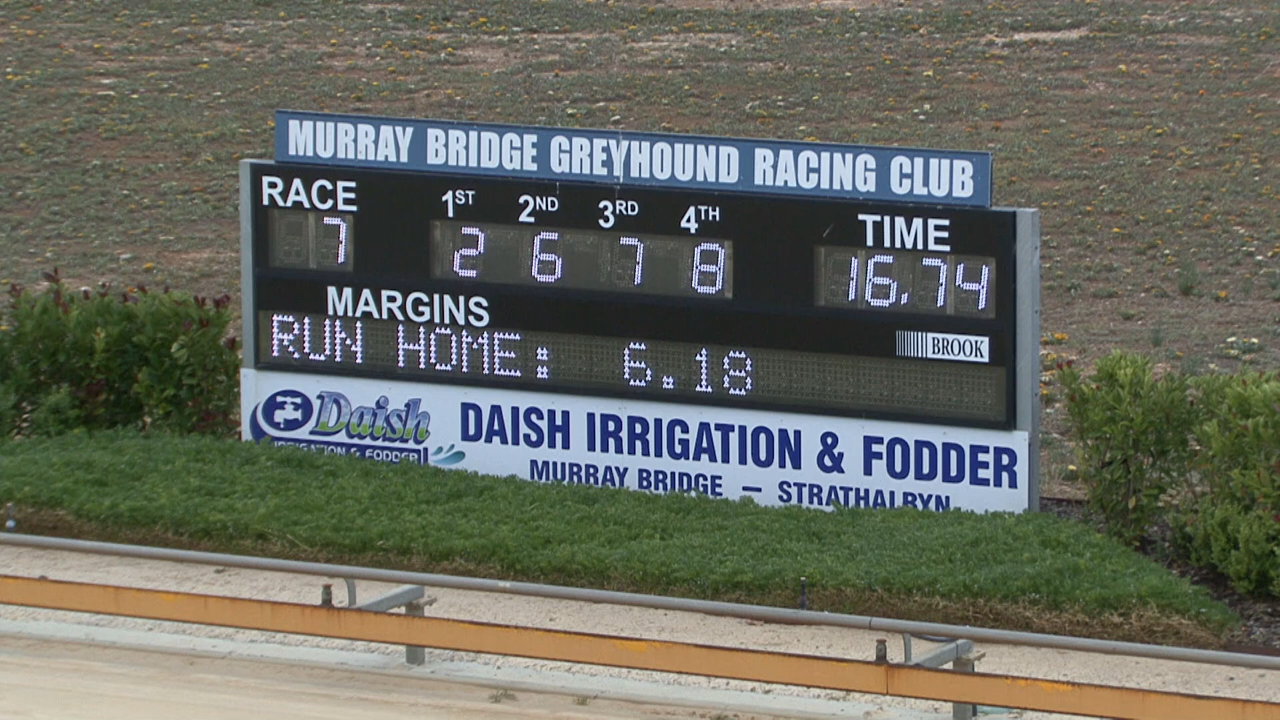 MURRAY BRIDGE GREYHOUND RACING CLUB
RACE 1ST 2ND 3RD 4TH TIME
7 2 6 7 8 16.74
MARGINS
RUN HOME: 6.18
BROOK
Daish
IRRIGATION & FODDER
DAISH IRRIGATION & FODDER
MURRAY BRIDGE – STRATHALBYN